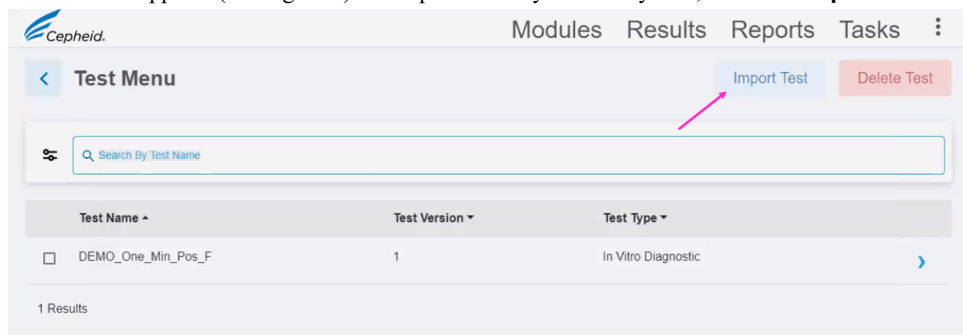 Cepheid.
Modules Results Reports Tasks
Test Menu
Import Test
Delete Test
Search By Test Name
Test Name Test Version Test Type
DEMO_One_Min_Pos_F 1 In Vitro Diagnostic
1 Results